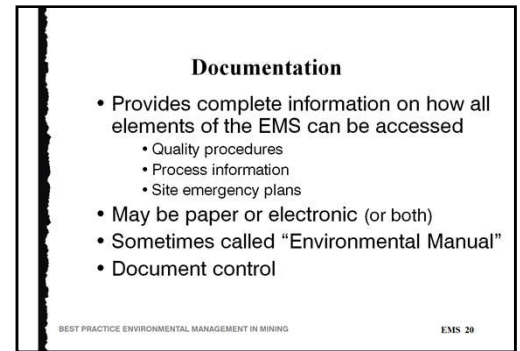 Documentation
• Provides complete information on how all
elements of the EMS can be accessed
• Quality procedures
• Process information
• Site emergency plans
• May be paper or electronic (or both)
• Sometimes called “Environmental Manual”
• Document control
BEST PRACTICE ENVIRONMENTAL MANAGEMENT IN MINING
EMS 20